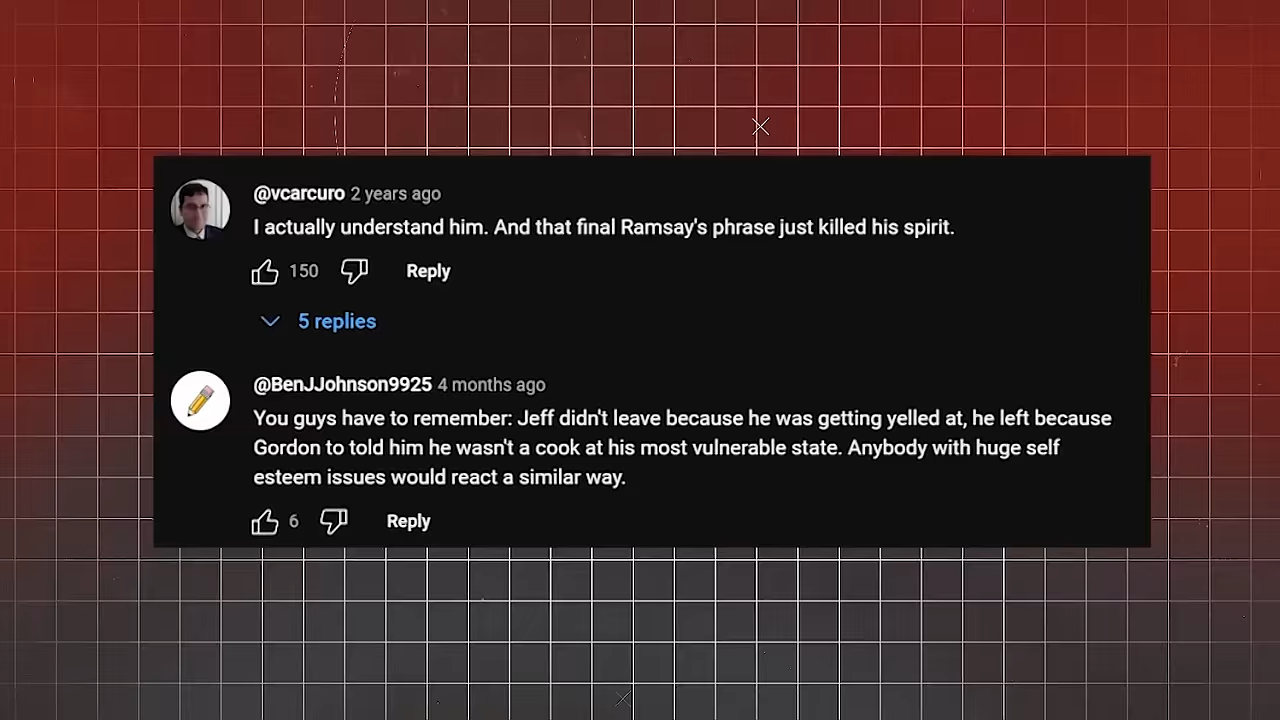 @vcarcuro 2 years ago
I actually understand him. And that final Ramsay's phrase just killed his spirit.
150 Reply
5 replies
@BenJJohnson9925 4 months ago
You guys have to remember: Jeff didn't leave because he was getting yelled at, he left because
Gordon to told him he wasn't a cook at his most vulnerable state. Anybody with huge self
esteem issues would react a similar way.
6 Reply